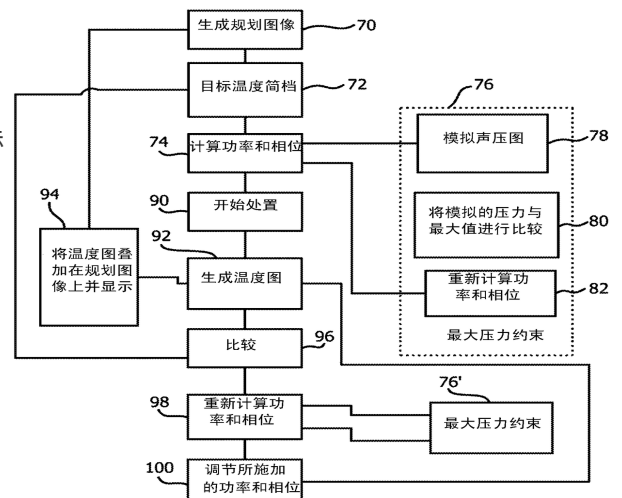 生成规划图像
70
目标温度简档
72
76
74
计算功率和相位
模拟声压图
78
90
开始处置
将模拟的压力与
最大值进行比较
80
94
92
将温度图叠
加在规划图
像上并显示
生成温度图
重新计算功
率和相位
82
最大压力约束
比较
96
76'
98
重新计算功
率和相位
最大压力约束
100
调节所施加
的功率和相位